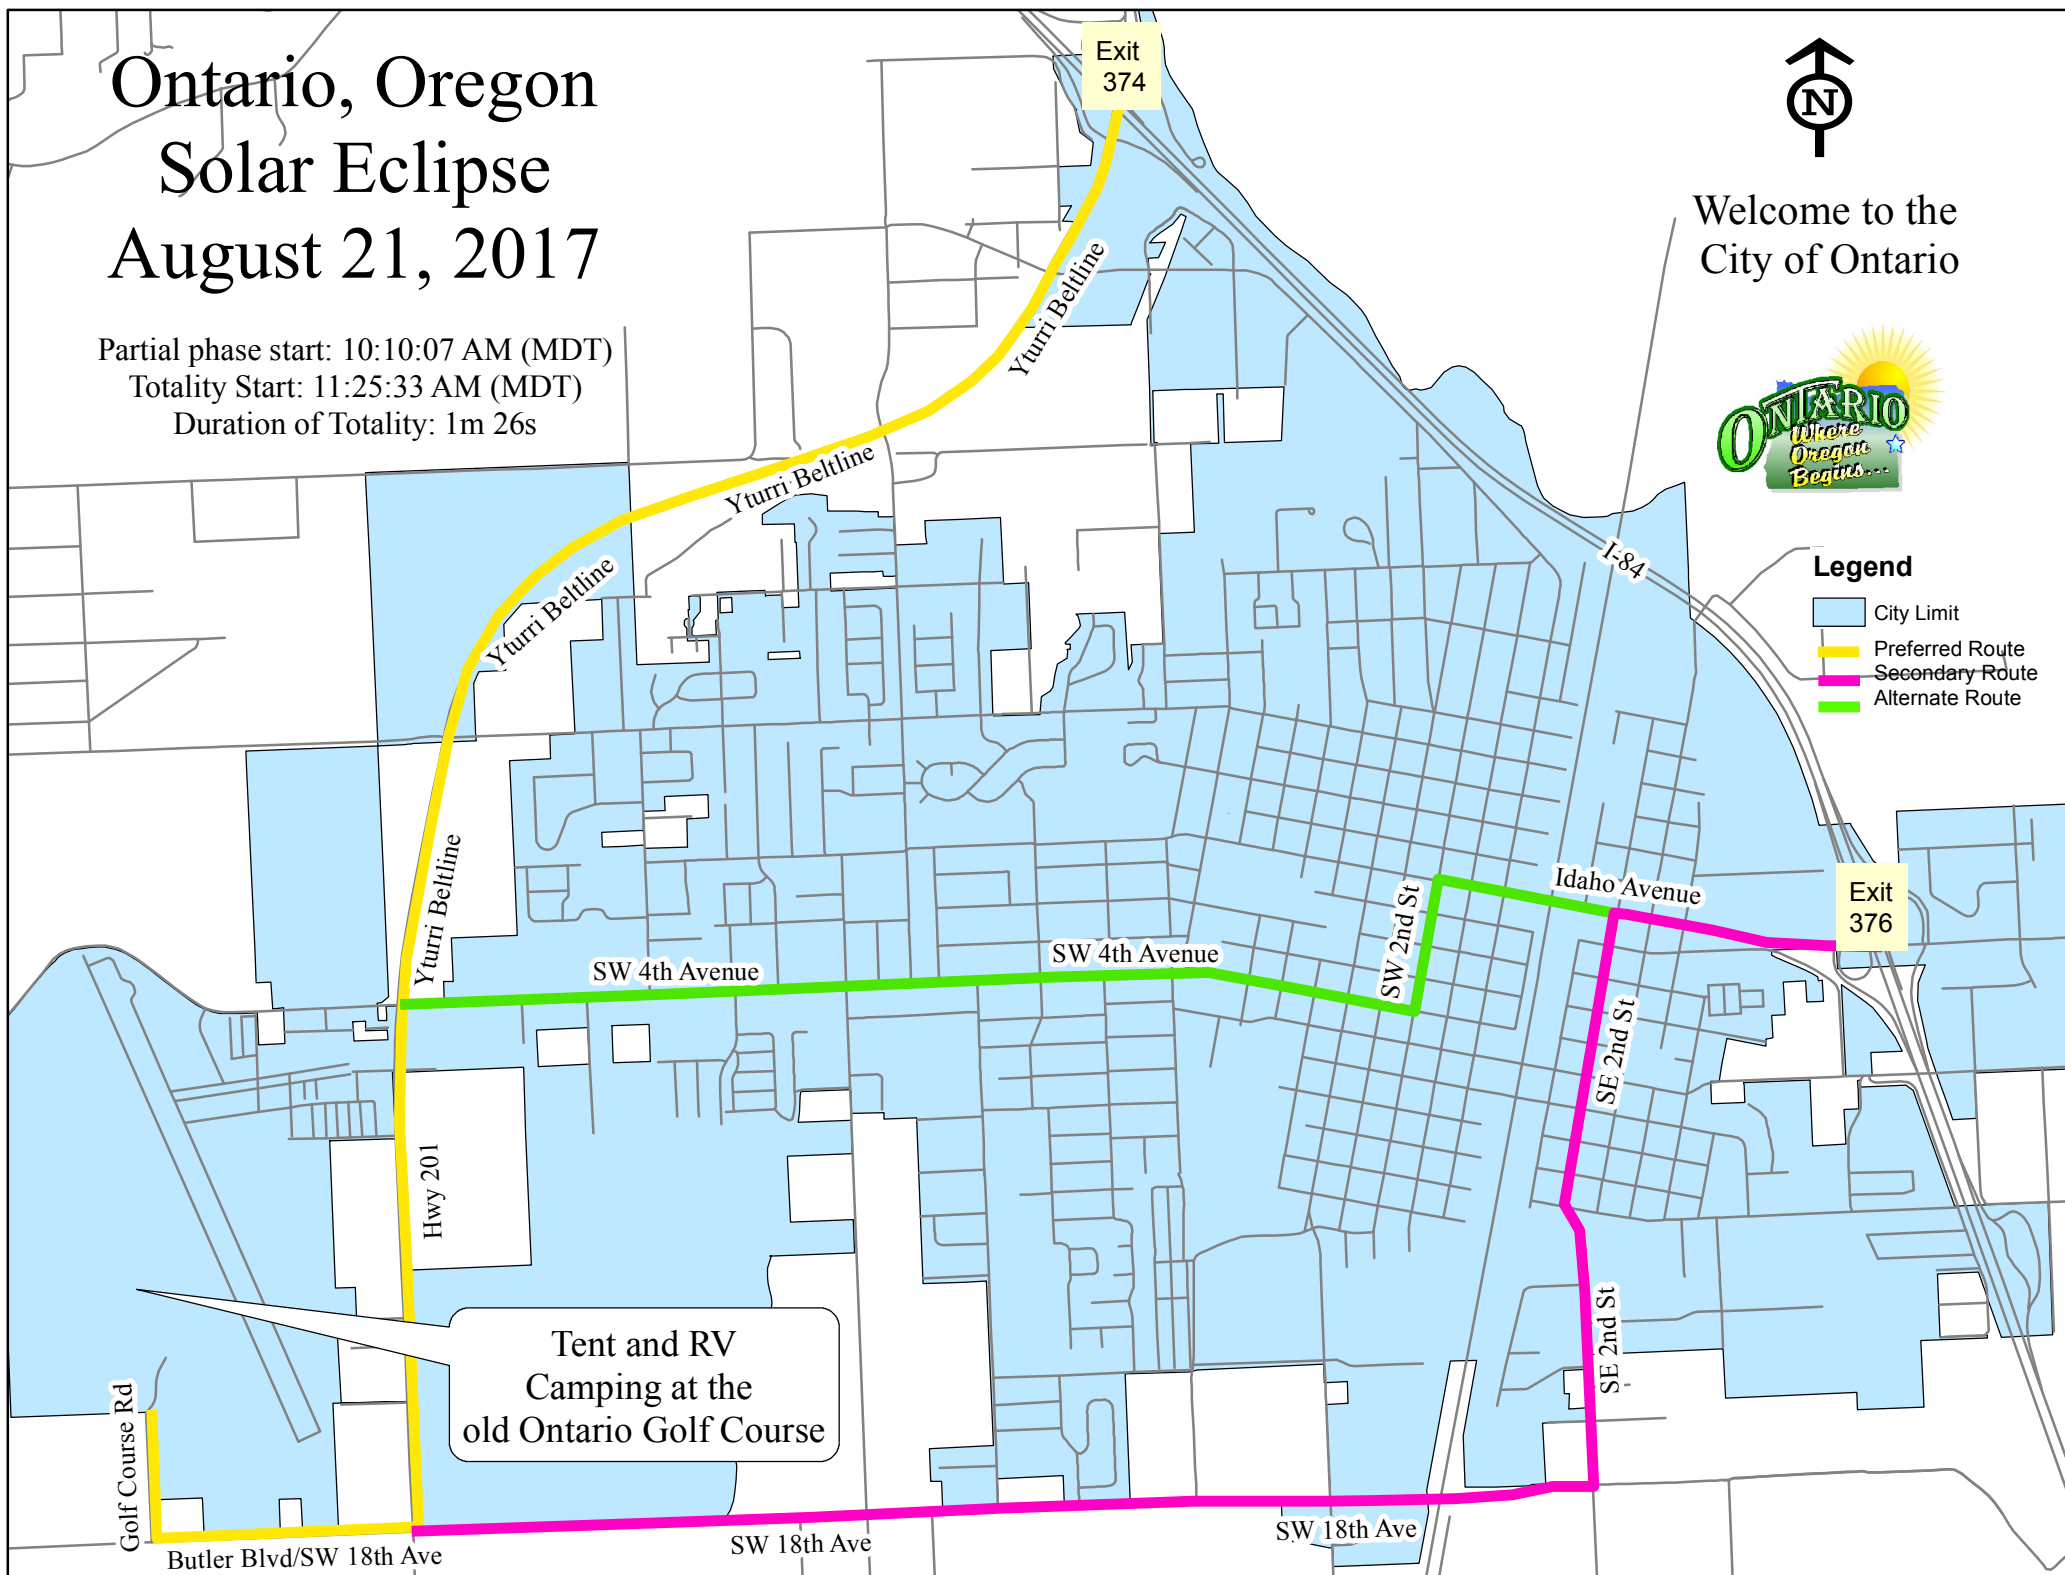 Ontario, Oregon
Solar Eclipse
August 21, 2017
Partial phase start: 10:10:07 AM (MDT)
Totality Start: 11:25:33 AM (MDT)
Duration of Totality: 1m 26s
Exit
374
N
Welcome to the
City of Ontario
ONTARIO
Where
Oregon
Begins...
Legend
City Limit
Preferred Route
Secondary Route
Alternate Route
Yturri Beltline
Yturri Beltline
Yturri Beltline
Yturri Beltline
I-84
Idaho Avenue
Exit
376
SW 2nd St
SW 4th Avenue
SW 4th Avenue
SE 2nd St
Hwy 201
SE 2nd St
Tent and RV
Camping at the
old Ontario Golf Course
Golf Course Rd
Butler Blvd/SW 18th Ave
SW 18th Ave
SW 18th Ave